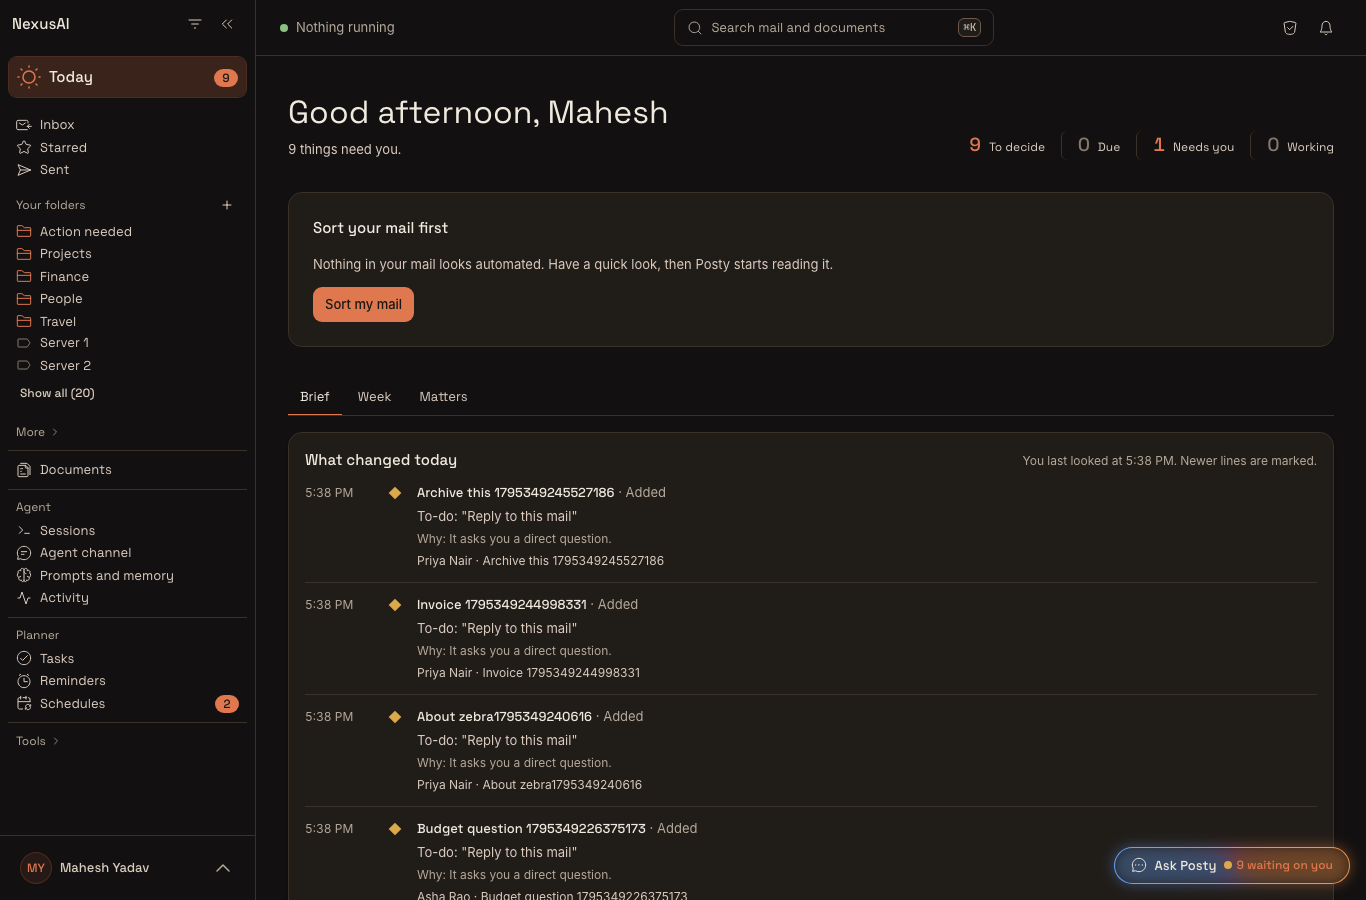 NexusAI
Today
9
Inbox
Starred
Sent
Your folders
Action needed
Projects
Finance
People
Travel
Server 1
Server 2
Show all (20)
More
Documents
Agent
Sessions
Agent channel
Prompts and memory
Activity
Planner
Tasks
Reminders
Schedules
2
Tools
MY
Mahesh Yadav
Nothing running
Search mail and documents
⌘K
Good afternoon, Mahesh
9 things need you.
9 To decide
0 Due
1 Needs you
0 Working
Sort your mail first
Nothing in your mail looks automated. Have a quick look, then Posty starts reading it.
Sort my mail
Brief
Week
Matters
What changed today
You last looked at 5:38 PM. Newer lines are marked.
5:38 PM
Archive this 1795349245527186 · Added
To-do: "Reply to this mail"
Why: It asks you a direct question.
Priya Nair · Archive this 1795349245527186
5:38 PM
Invoice 1795349244998331 · Added
To-do: "Reply to this mail"
Why: It asks you a direct question.
Priya Nair · Invoice 1795349244998331
5:38 PM
About zebra1795349240616 · Added
To-do: "Reply to this mail"
Why: It asks you a direct question.
Priya Nair · About zebra1795349240616
5:38 PM
Budget question 1795349226375173 · Added
To-do: "Reply to this mail"
Why: It asks you a direct question.
Asha Rao · Budget question 1795349226375173
Ask Posty
9 waiting on you